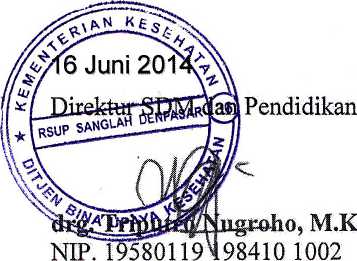 KEMENTERIAN KESEHATAN
16 Juni 2014
Direktur SDM dan Pendidikan
RSUP SANGLAH DENPASAR
DITJEN BINA UPAYA KESEHATAN
drg. Triputro Nugroho, M.K
NIP. 19580119 198410 1002